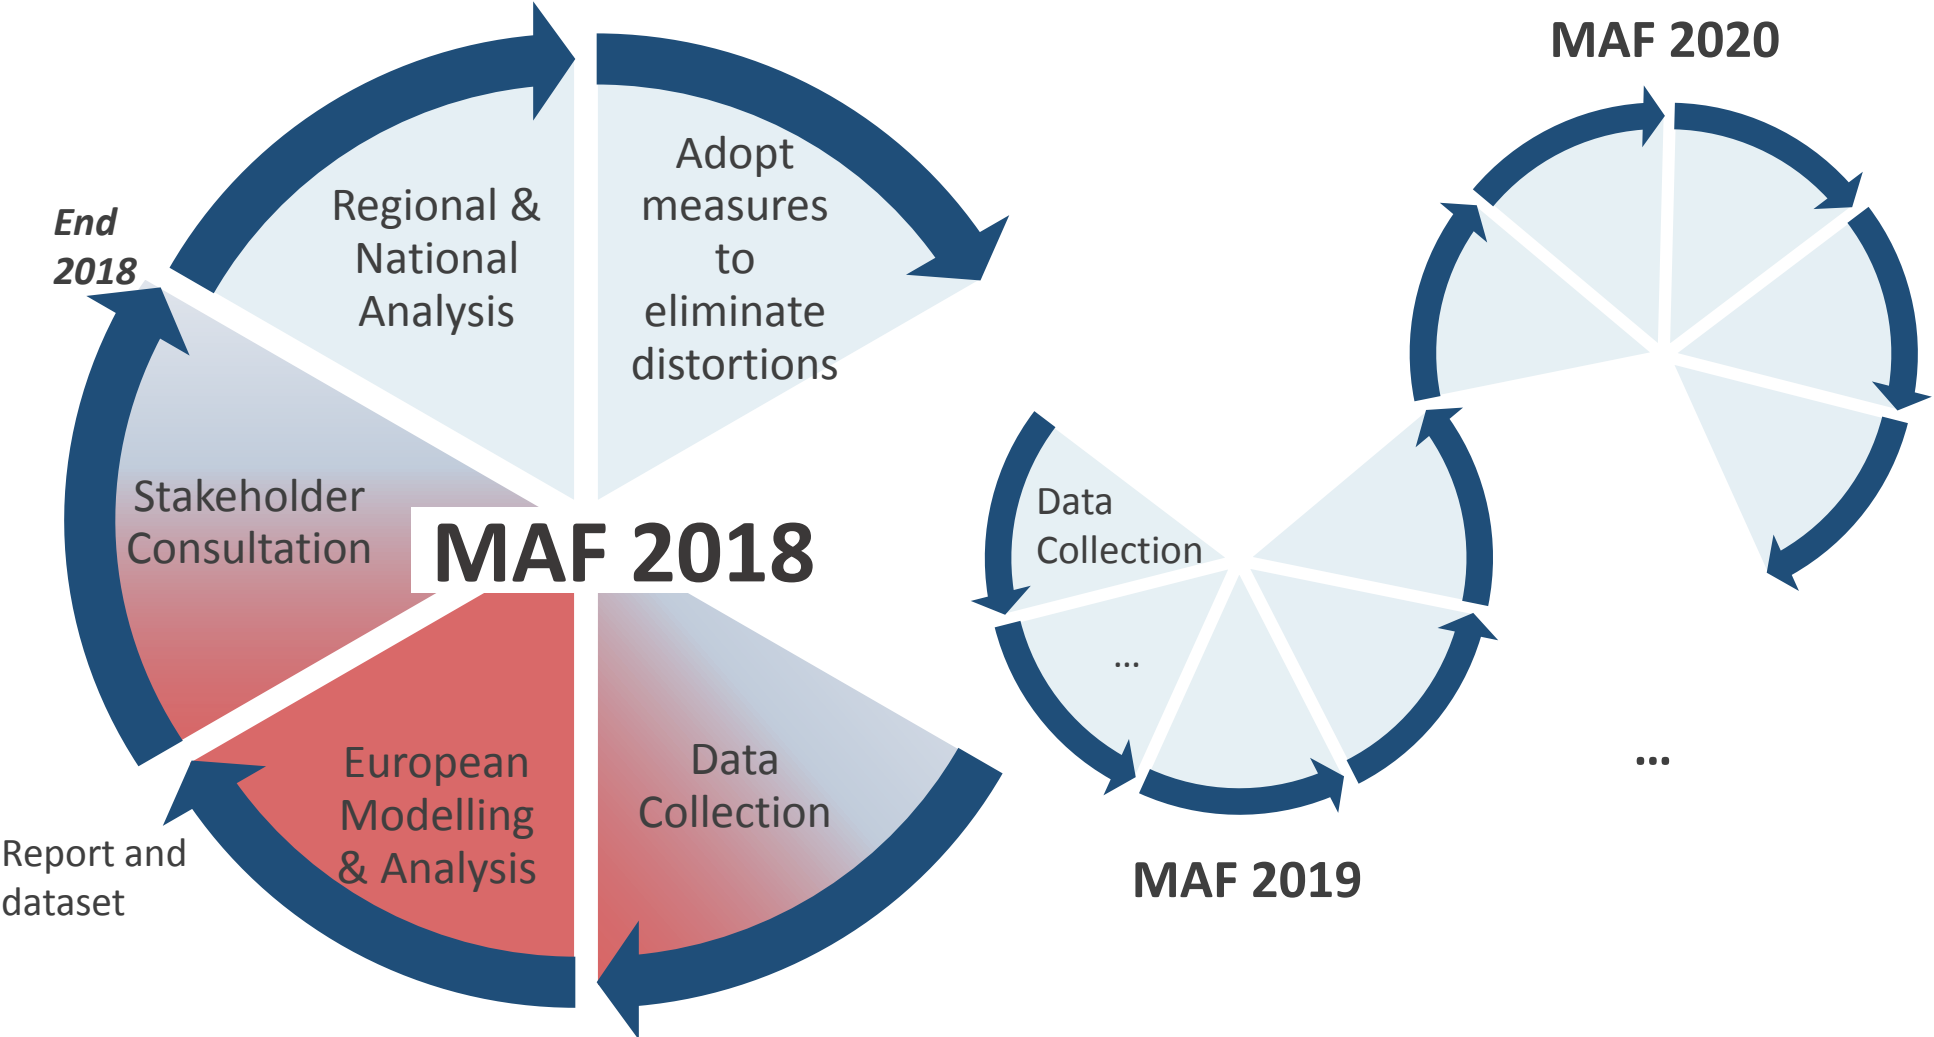 MAF 2020
Adopt
measures
to
eliminate
distortions
Regional &
National
Analysis
End
2018
Stakeholder
Consultation
MAF 2018
Data
Collection
...
European
Modelling
& Analysis
Data
Collection
...
Report and
dataset
MAF 2019